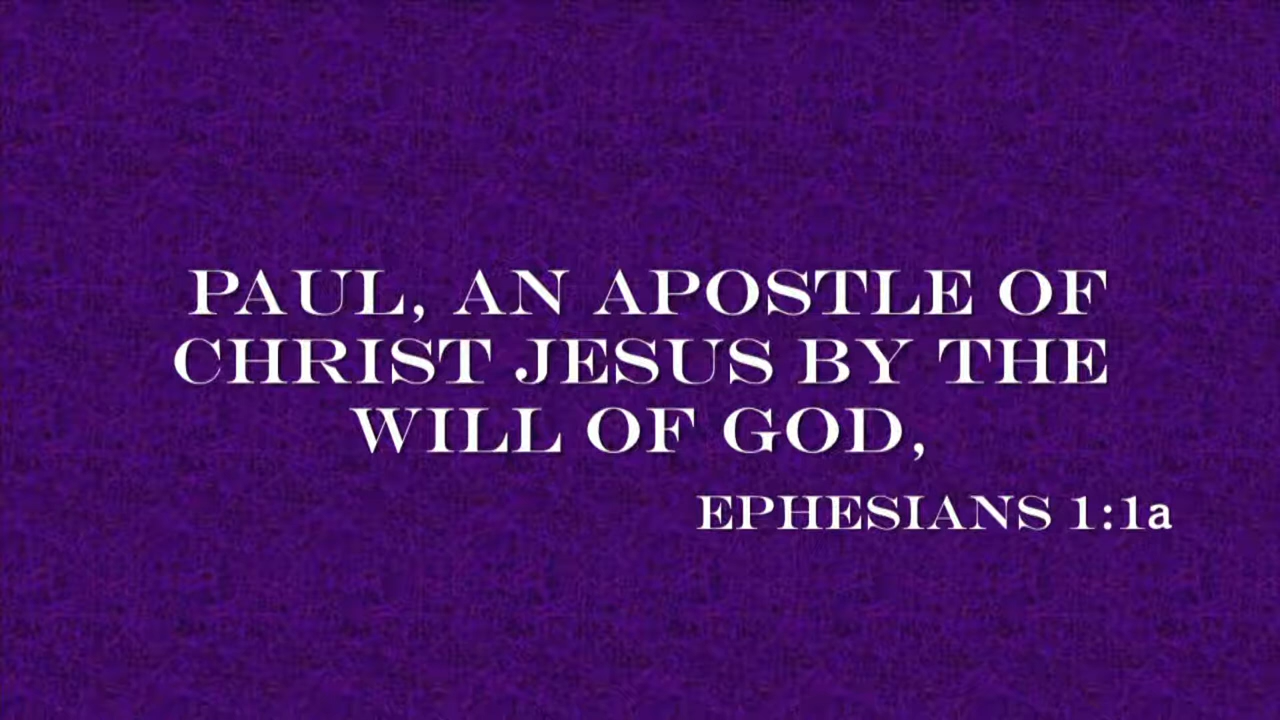 PAUL, AN APOSTLE OF
CHRIST JESUS BY THE
WILL OF GOD,
EPHESIANS 1:1a